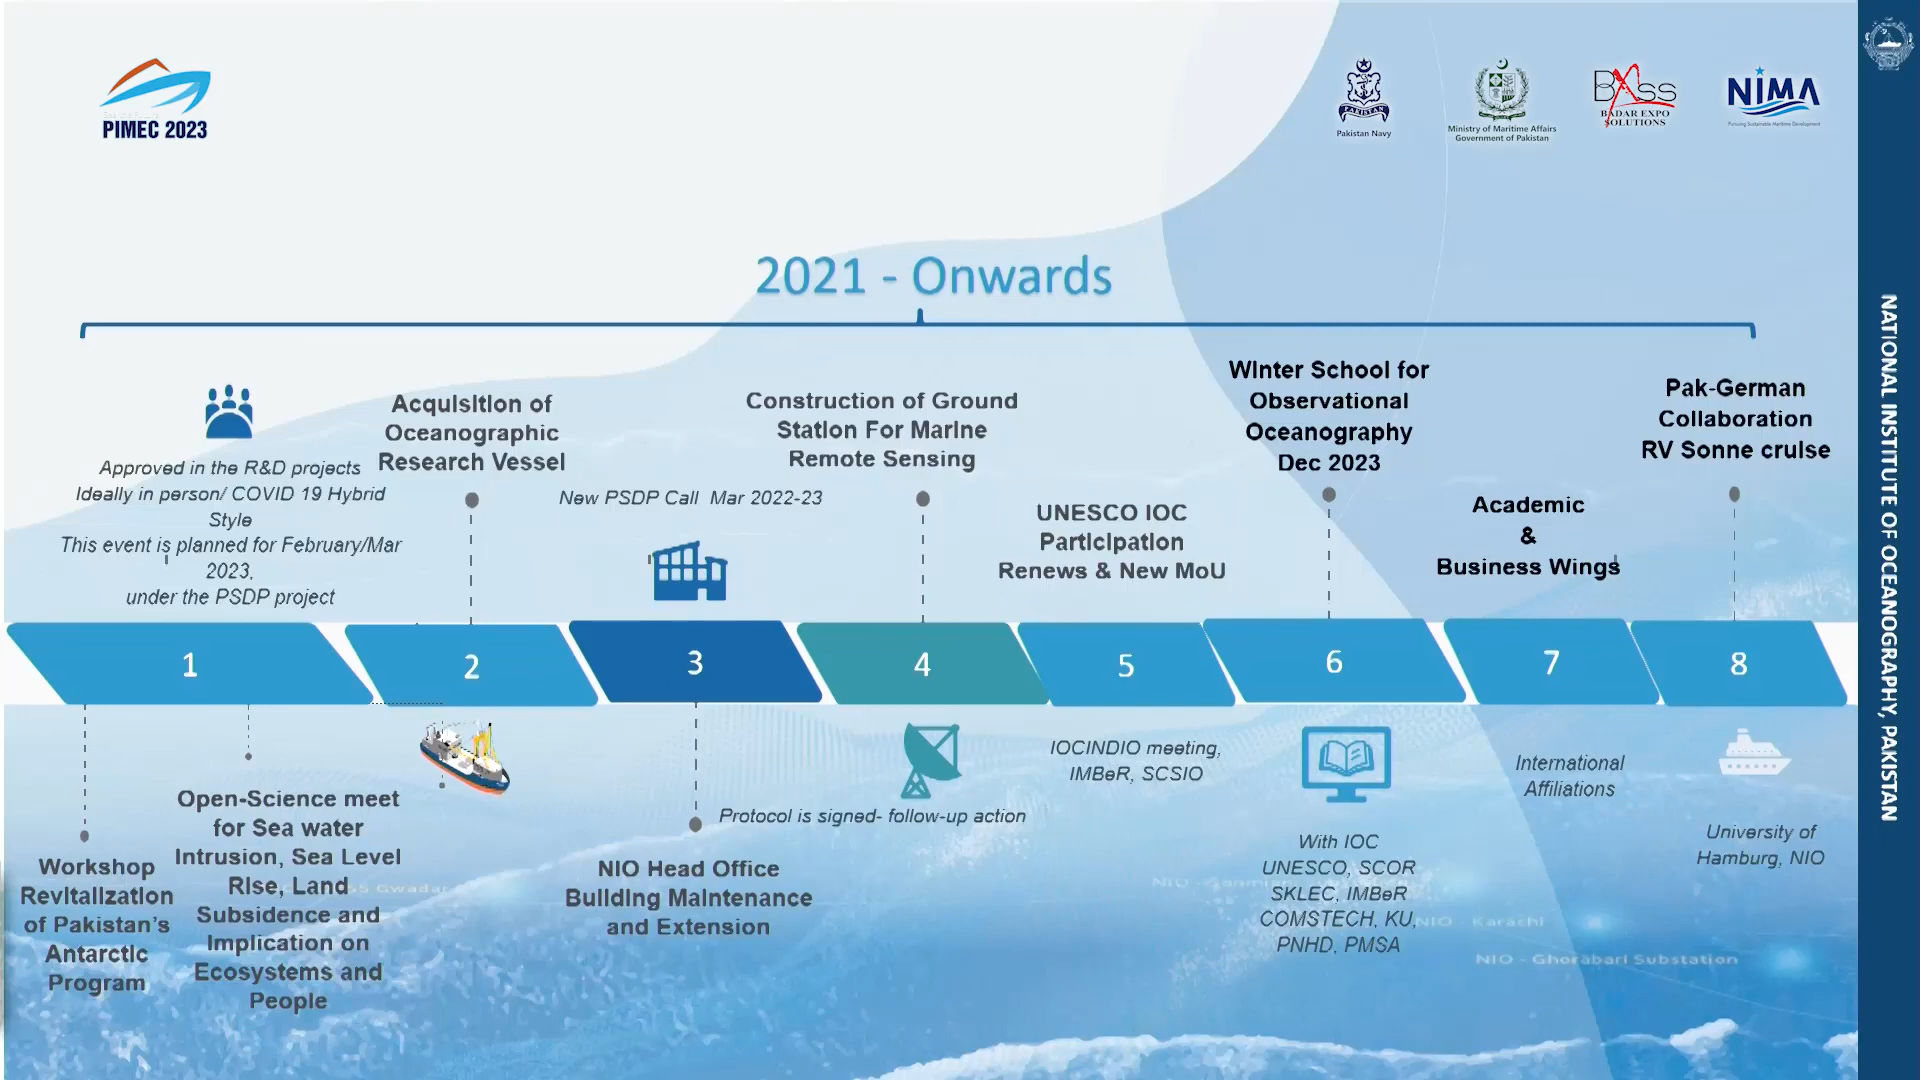 PIMEC 2023
Pakistan Navy
Ministry of Maritime Affairs
Government of Pakistan
BXSS
BADAR EXPO
SOLUTIONS
NIMA
Pursuing Sustainable Maritime Development
2021 - Onwards
Approved in the R&D projects
Ideally in person/ COVID 19 Hybrid
Style
This event is planned for February/Mar
2023,
under the PSDP project
Acquisition of
Oceanographic
Research Vessel
New PSDP Call Mar 2022-23
Construction of Ground
Station For Marine
Remote Sensing
UNESCO IOC
Participation
Renews & New MoU
Winter School for
Observational
Oceanography
Dec 2023
Academic
&
Business Wings
Pak-German
Collaboration
RV Sonne cruise
1
2
3
4
5
6
7
8
Workshop
Revitalization
of Pakistan's
Antarctic
Program
Open-Science meet
for Sea water
Intrusion, Sea Level
Rise, Land
Subsidence and
Implication on
Ecosystems and
People
NIO Head Office
Building Maintenance
and Extension
Protocol is signed- follow-up action
IOCINDIO meeting,
IMBeR, SCSIO
With IOC
UNESCO, SCOR
SKLEC, IMBeR
COMSTECH, KU,
PNHD, PMSA
International
Affiliations
University of
Hamburg, NIO
Gwadar
NIO - Karachi
NIO - Ghorabari Substation
NATIONAL INSTITUTE OF OCEANOGRAPHY, PAKISTAN